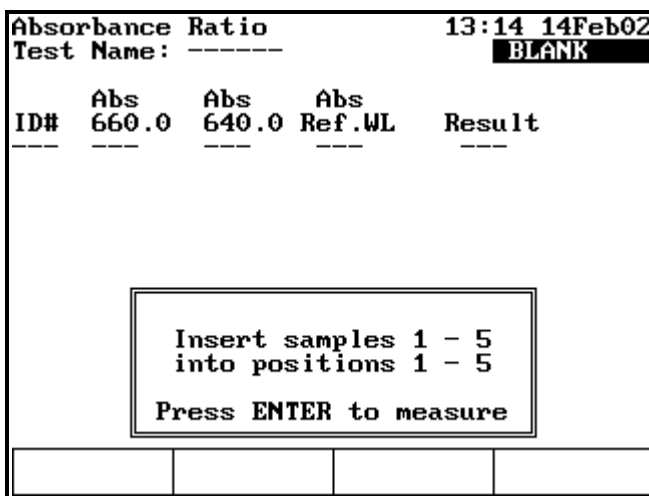 Absorbance Ratio 13:14 14Feb02
Test Name: ------ BLANK
Abs Abs Abs
ID# 660.0 640.0 Ref.WL Result
--- --- --- --- ---
Insert samples 1 - 5
into positions 1 - 5
Press ENTER to measure